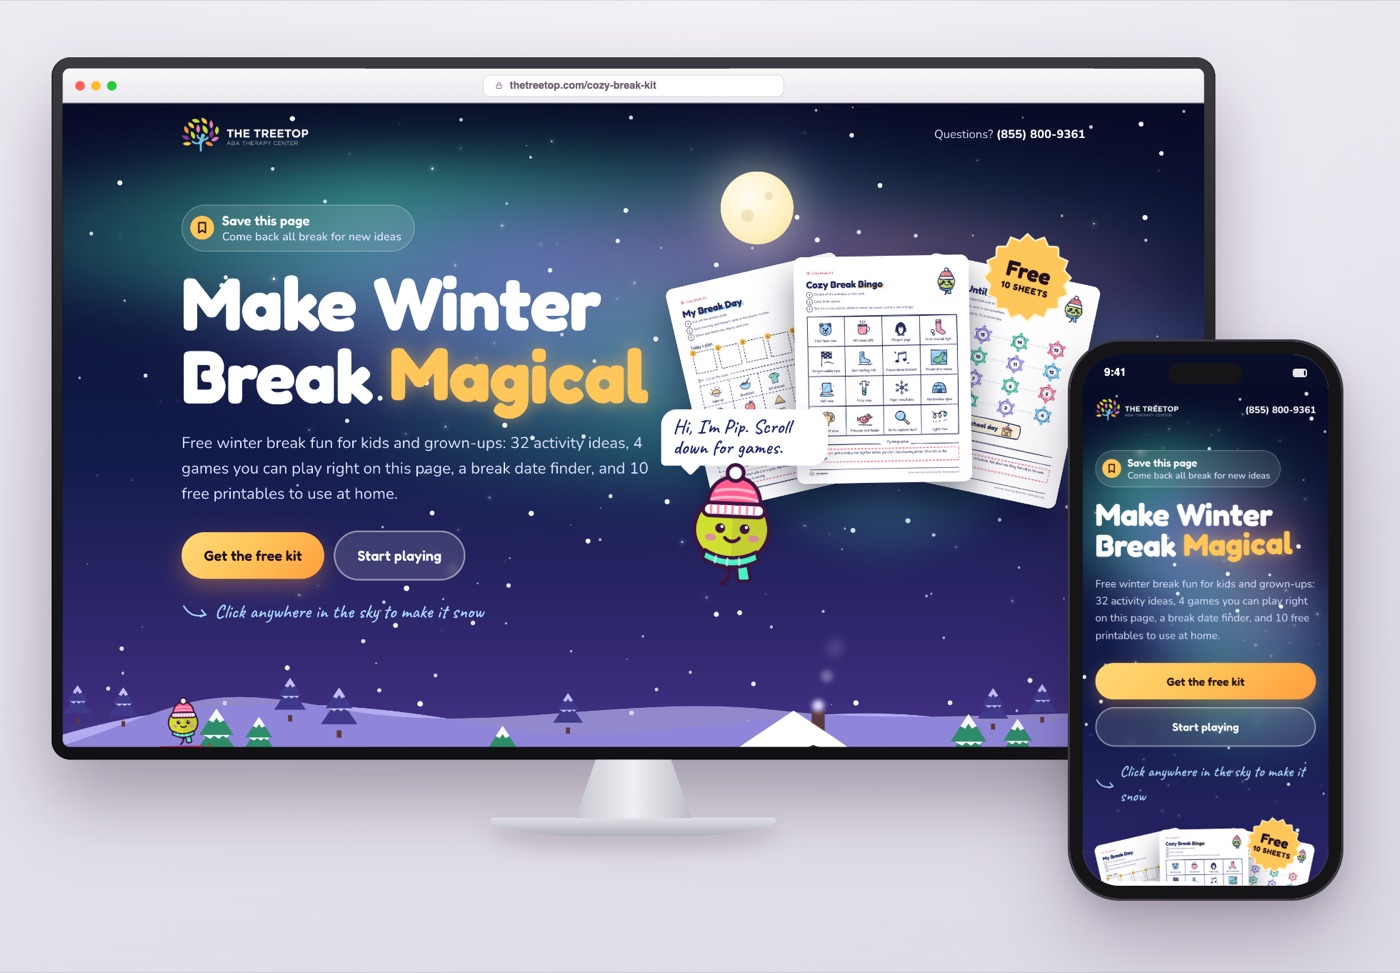 thetreetop.com/cozy-break-kit
THE TREETOP
ABA THERAPY CENTER
Questions? (855) 800-9361
Save this page
Come back all break for new ideas
Make Winter
Break Magical
Free winter break fun for kids and grown-ups: 32 activity ideas, 4
games you can play right on this page, a break date finder, and 10
free printables to use at home.
Get the free kit
Start playing
Click anywhere in the sky to make it snow
My Break Day
Today's plan
Cozy Break Bingo
Until
Free
10 SHEETS
school day
Hi, I'm Pip. Scroll
down for games.
9:41
THE TREETOP
ABA THERAPY CENTER
(855) 800-9361
Save this page
Come back all break for new ideas
Make Winter
Break Magical
Free winter break fun for kids and grown-ups:
32 activity ideas, 4 games you can play right
on this page, a break date finder, and 10 free
printables to use at home.
Get the free kit
Start playing
Click anywhere in the sky to make it
snow
My Break Day
Cozy Break Bingo
Free
10 SHEETS